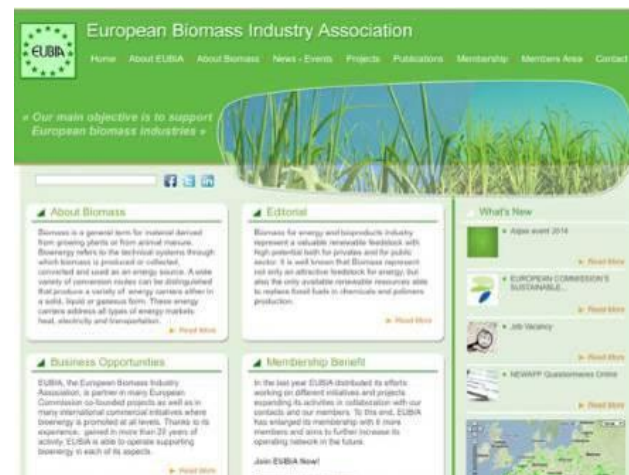 EUBIA
European Biomass Industry Association
Home About EUBIA About Biomass News - Events Projects Publications Membership Members Area Contact
« Our main objective is to support
European biomass industries »
About Biomass
Biomass is a general term for material derived
from growing plants or from animal manure.
Bioenergy refers to the technical systems through
which biomass is produced or collected,
converted and used as an energy source. A wide
variety of conversion routes can be distinguished
that produce a variety of energy carriers either in
a solid, liquid or gaseous form. These energy
carriers address all types of energy markets
heat, electricity and transportation.
Read More
Editorial
Biomass for energy and bioproducts industry
represent a valuable renewable feedstock with
high potential both for privates and for public
sector. It is well known that Biomass represent
not only an attractive feedstock for energy, but
also the only available renewable resources able
to replace fossil fuels in chemicals and polimers
production.
Read More
Business Opportunities
EUBIA, the European Biomass Industry
Association, is partner in many European
Commission co-founded projects as well as in
many international commercial initiatives where
bioenergy is promoted at all levels. Thanks to its
experience, gained in more than 20 years of
activity, EUBIA is able to operate supporting
bioenergy in each of its aspects.
Read More
Membership Benefit
In the last year EUBIA distributed its efforts
working on different initiatives and projects
expanding its activities in collaboration with our
contacts and our members. To this end, EUBIA
has enlarged its membership with 8 more
members and aims to further increase its
operating network in the future.
Join EUBIA Now!
What's New
event 2014
Read More
EUROPEAN COMMISSION'S
SUSTAINABLE...
Read More
Job Vacancy
Read More
NEWAPP Questionnaires Online
Read More